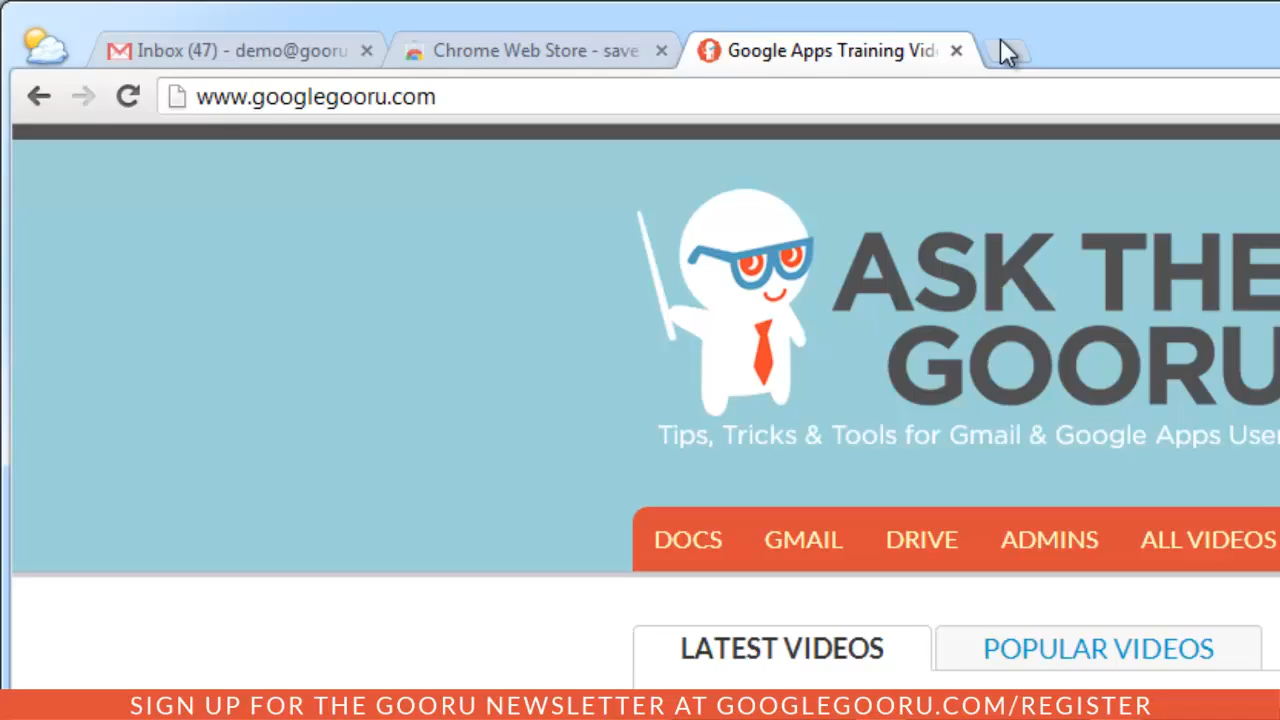 Inbox (47) - demo@gooru
Chrome Web Store - save
Google Apps Training Vid
www.googlegooru.com
ASK THE
GOORU
Tips, Tricks & Tools for Gmail & Google Apps User
DOCS GMAIL DRIVE ADMINS ALL VIDEOS
LATEST VIDEOS POPULAR VIDEOS
SIGN UP FOR THE GOORU NEWSLETTER AT GOOGLEGOORU.COM/REGISTER